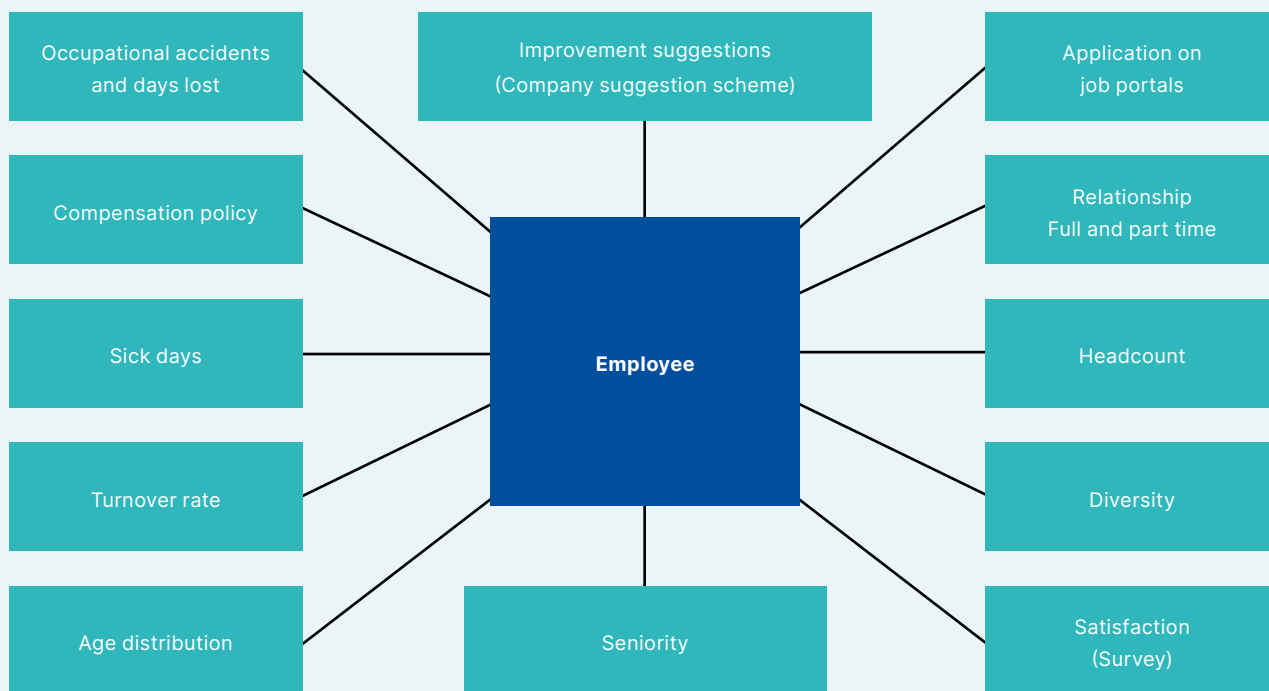 Occupational accidents
and days lost
Improvement suggestions
(Company suggestion scheme)
Application on
job portals
Compensation policy
Relationship
Full and part time
Sick days
Employee
Headcount
Turnover rate
Diversity
Age distribution
Seniority
Satisfaction
(Survey)